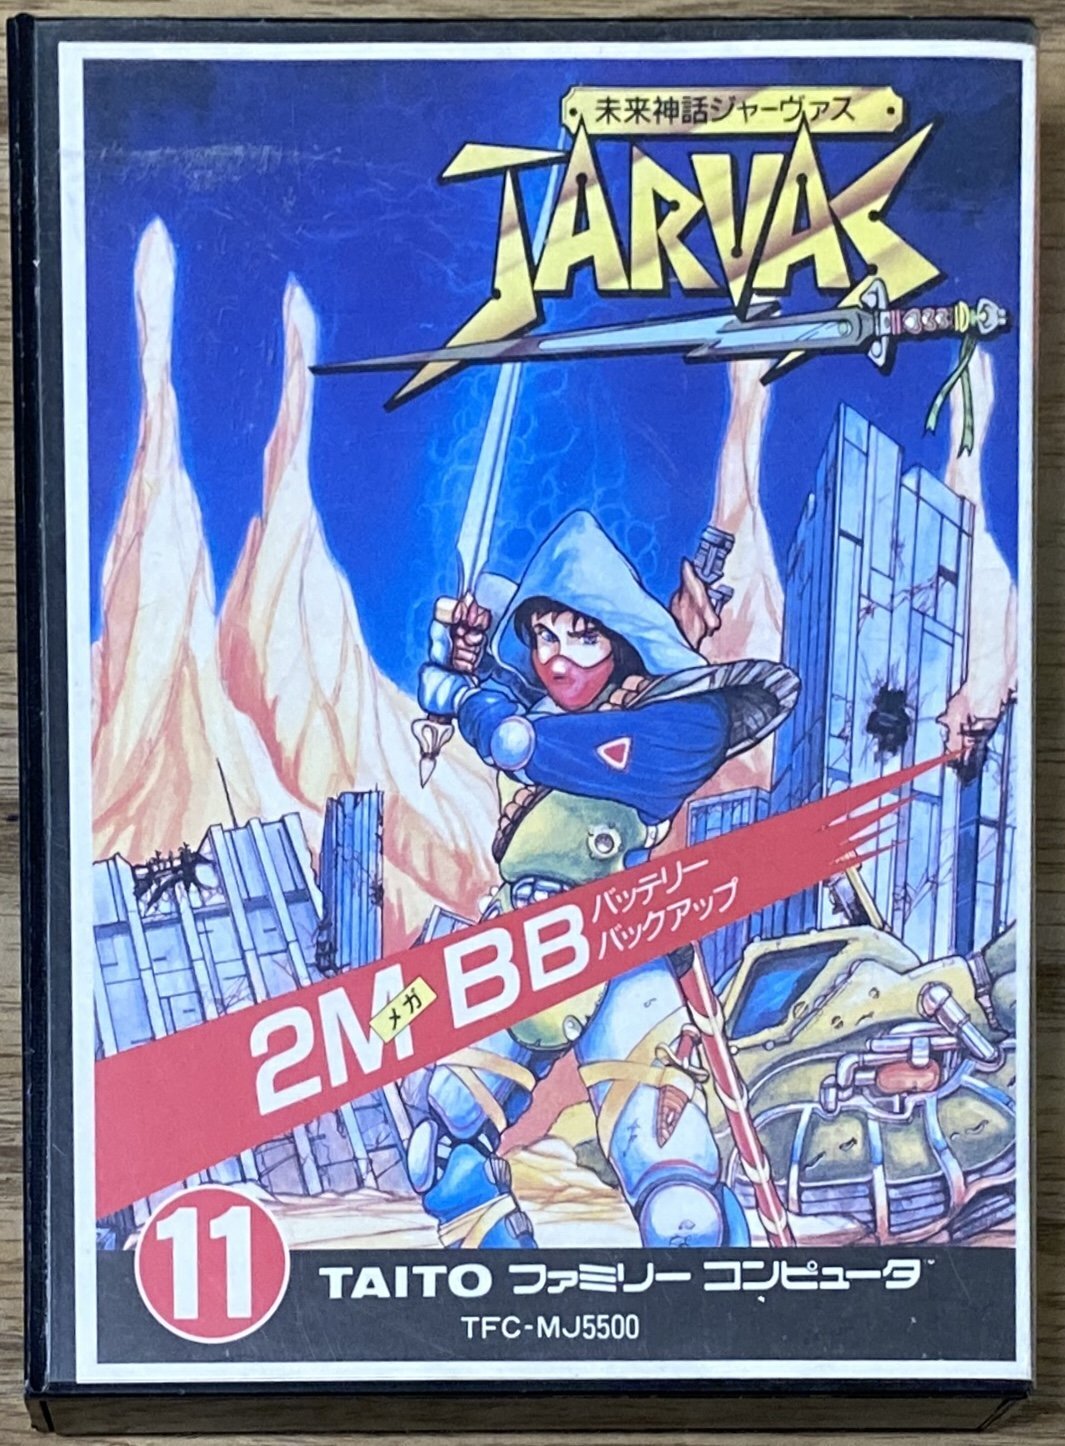 未来神話ジャーヴァス
JARVAS
2M メガ BB バッテリー
バックアップ
11
TAITO ファミリーコンピュータ
TFC-MJ5500